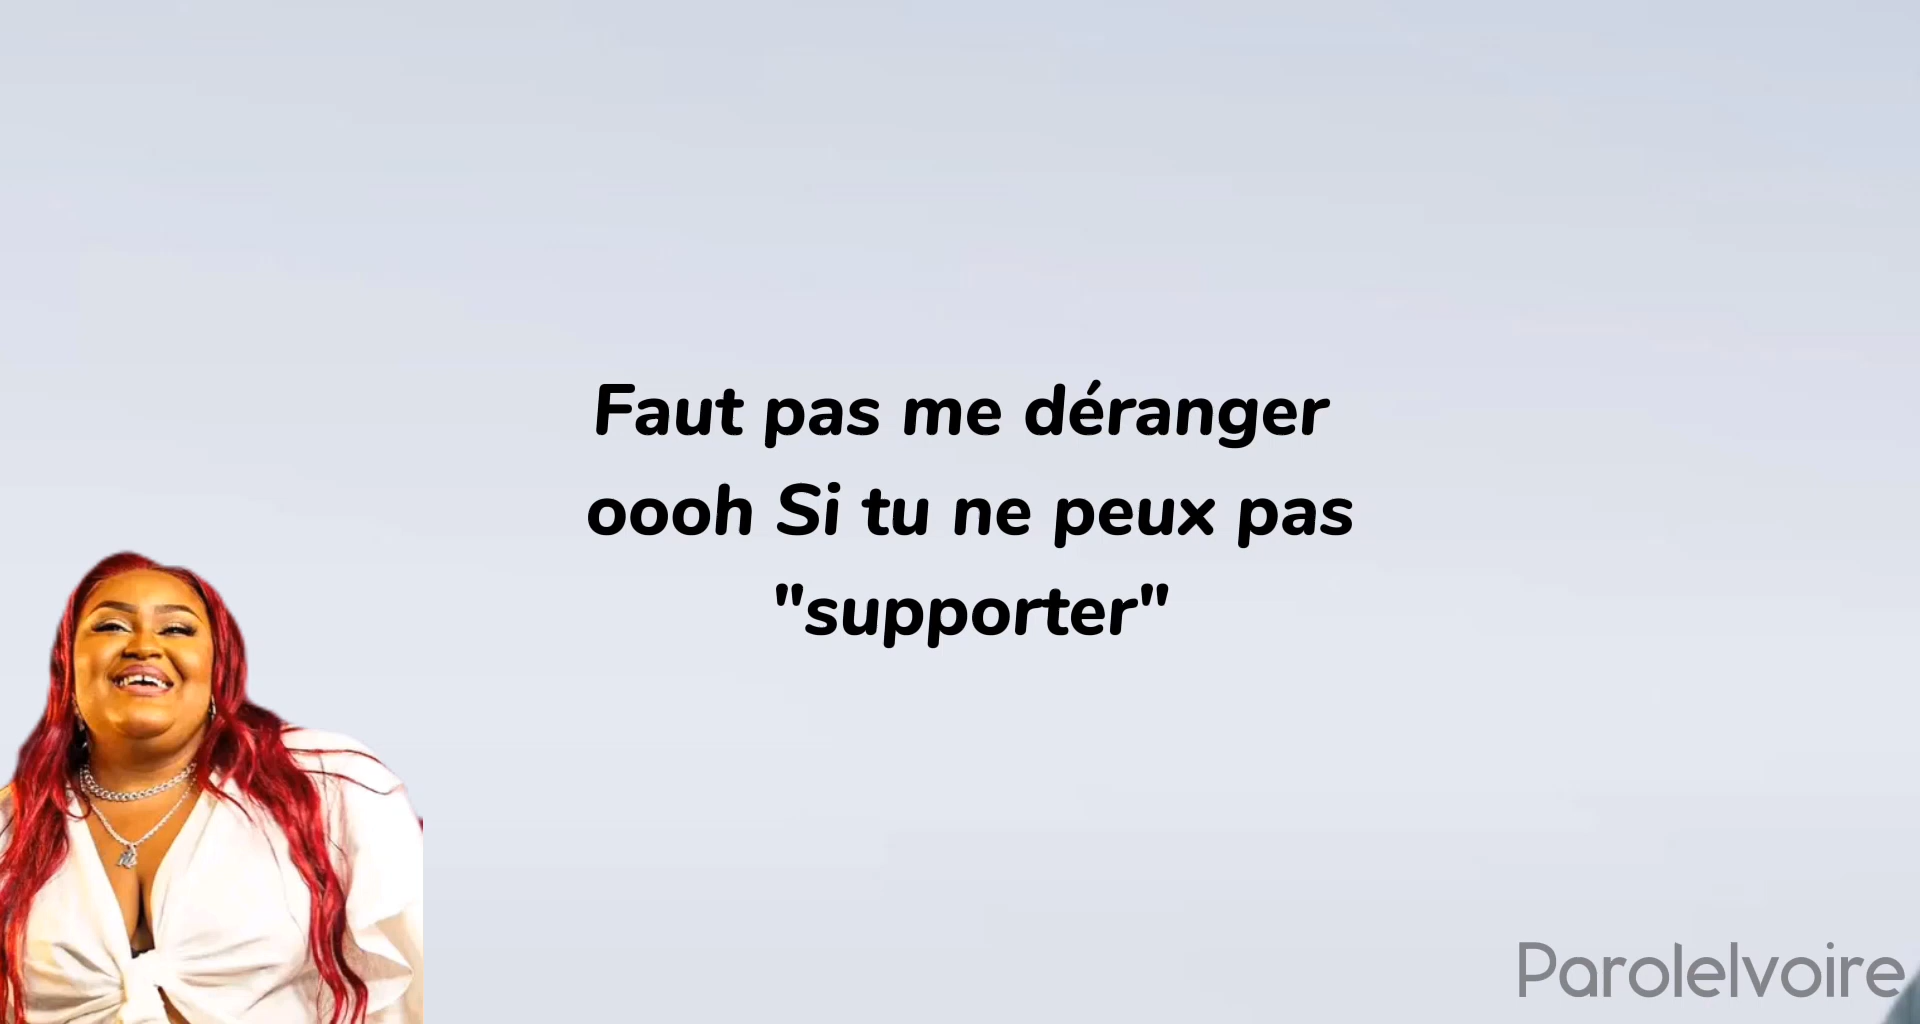 Faut pas me déranger
oooh Si tu ne peux pas
"supporter"
ParoleIvoire